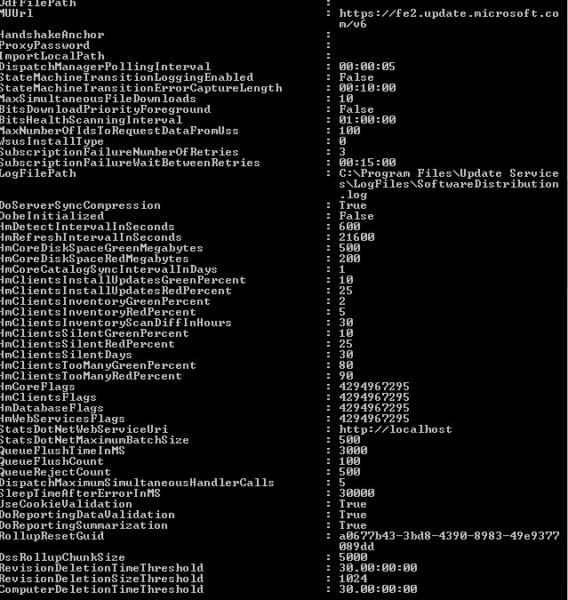 OdfFilePath :
MUUrl : https://fe2.update.microsoft.co
m/v6
HandshakeAnchor :
ProxyPassword :
ImportLocalPath :
DispatchManagerPollingInterval : 00:00:05
StateMachineTransitionLoggingEnabled : False
StateMachineTransitionErrorCaptureLength : 00:10:00
MaxSimultaneousFileDownloads : 10
BitsDownloadPriorityForeground : False
BitsHealthScanningInterval : 01:00:00
MaxNumberOfIdsToRequestDataFromUss : 100
WsusInstallType : 0
SubscriptionFailureNumberOfRetries : 3
SubscriptionFailureWaitBetweenRetries : 00:15:00
LogFilePath : C:\Program Files\Update Service
s\LogFiles\SoftwareDistribution
.log
DoServerSyncCompression : True
OobeInitialized : False
HmDetectIntervalInSeconds : 600
HmRefreshIntervalInSeconds : 21600
HmCoreDiskSpaceGreenMegabytes : 500
HmCoreDiskSpaceRedMegabytes : 200
HmCoreCatalogSyncIntervalInDays : 1
HmClientsInstallUpdatesGreenPercent : 10
HmClientsInstallUpdatesRedPercent : 25
HmClientsInventoryGreenPercent : 2
HmClientsInventoryRedPercent : 5
HmClientsInventoryScanDiffInHours : 30
HmClientsSilentGreenPercent : 10
HmClientsSilentRedPercent : 25
HmClientsSilentDays : 30
HmClientsTooManyGreenPercent : 80
HmClientsTooManyRedPercent : 90
HmCoreFlags : 4294967295
HmClientsFlags : 4294967295
HmDatabaseFlags : 4294967295
HmWebServicesFlags : 4294967295
StatsDotNetWebServiceUri : http://localhost
StatsDotNetMaximumBatchSize : 500
QueueFlushTimeInMS : 3000
QueueFlushCount : 100
QueueRejectCount : 500
DispatchMaximumSimultaneousHandlerCalls : 5
SleepTimeAfterErrorInMS : 30000
UseCookieValidation : True
DoReportingDataValidation : True
DoReportingSummarization : True
RollupResetGuid : a0677b43-3bd8-4390-8983-49e9377
089dd
DssRollupChunkSize : 5000
RevisionDeletionTimeThreshold : 30.00:00:00
RevisionDeletionSizeThreshold : 1024
ComputerDeletionTimeThreshold : 30.00:00:00